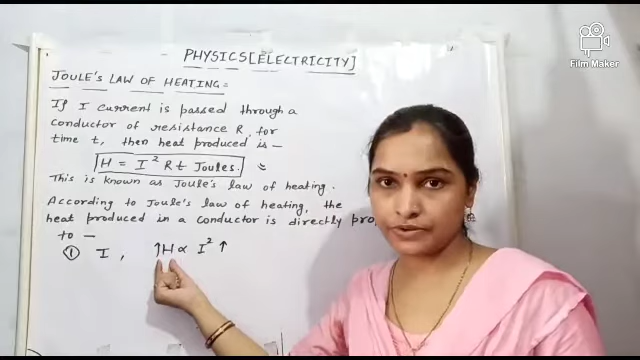 PHYSICS[ELECTRICITY]
JOULE'S LAW OF HEATING:
If I current is passed through a
conductor of resistance R, for
time t, then heat produced is —
H = I² R t Joules.
This is known as Joule's law of heating.
According to Joule's law of heating, the
heat produced in a conductor is directly
to —
① I, ↑H ∝ I² ↑
Film Maker